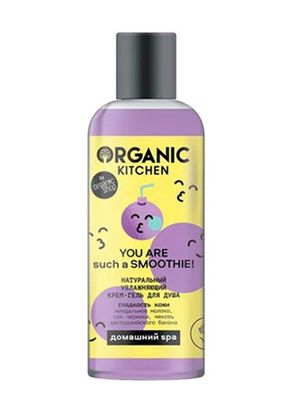 ORGANIC
KITCHEN
by
organic
shop
YOU ARE
such a SMOOTHIE!
НАТУРАЛЬНЫЙ
УВЛАЖНЯЮЩИЙ
КРЕМ-ГЕЛЬ ДЛЯ ДУША
гладкость кожи
миндальное молоко,
сок черники, мякоть
австралийского банана
домашний spa